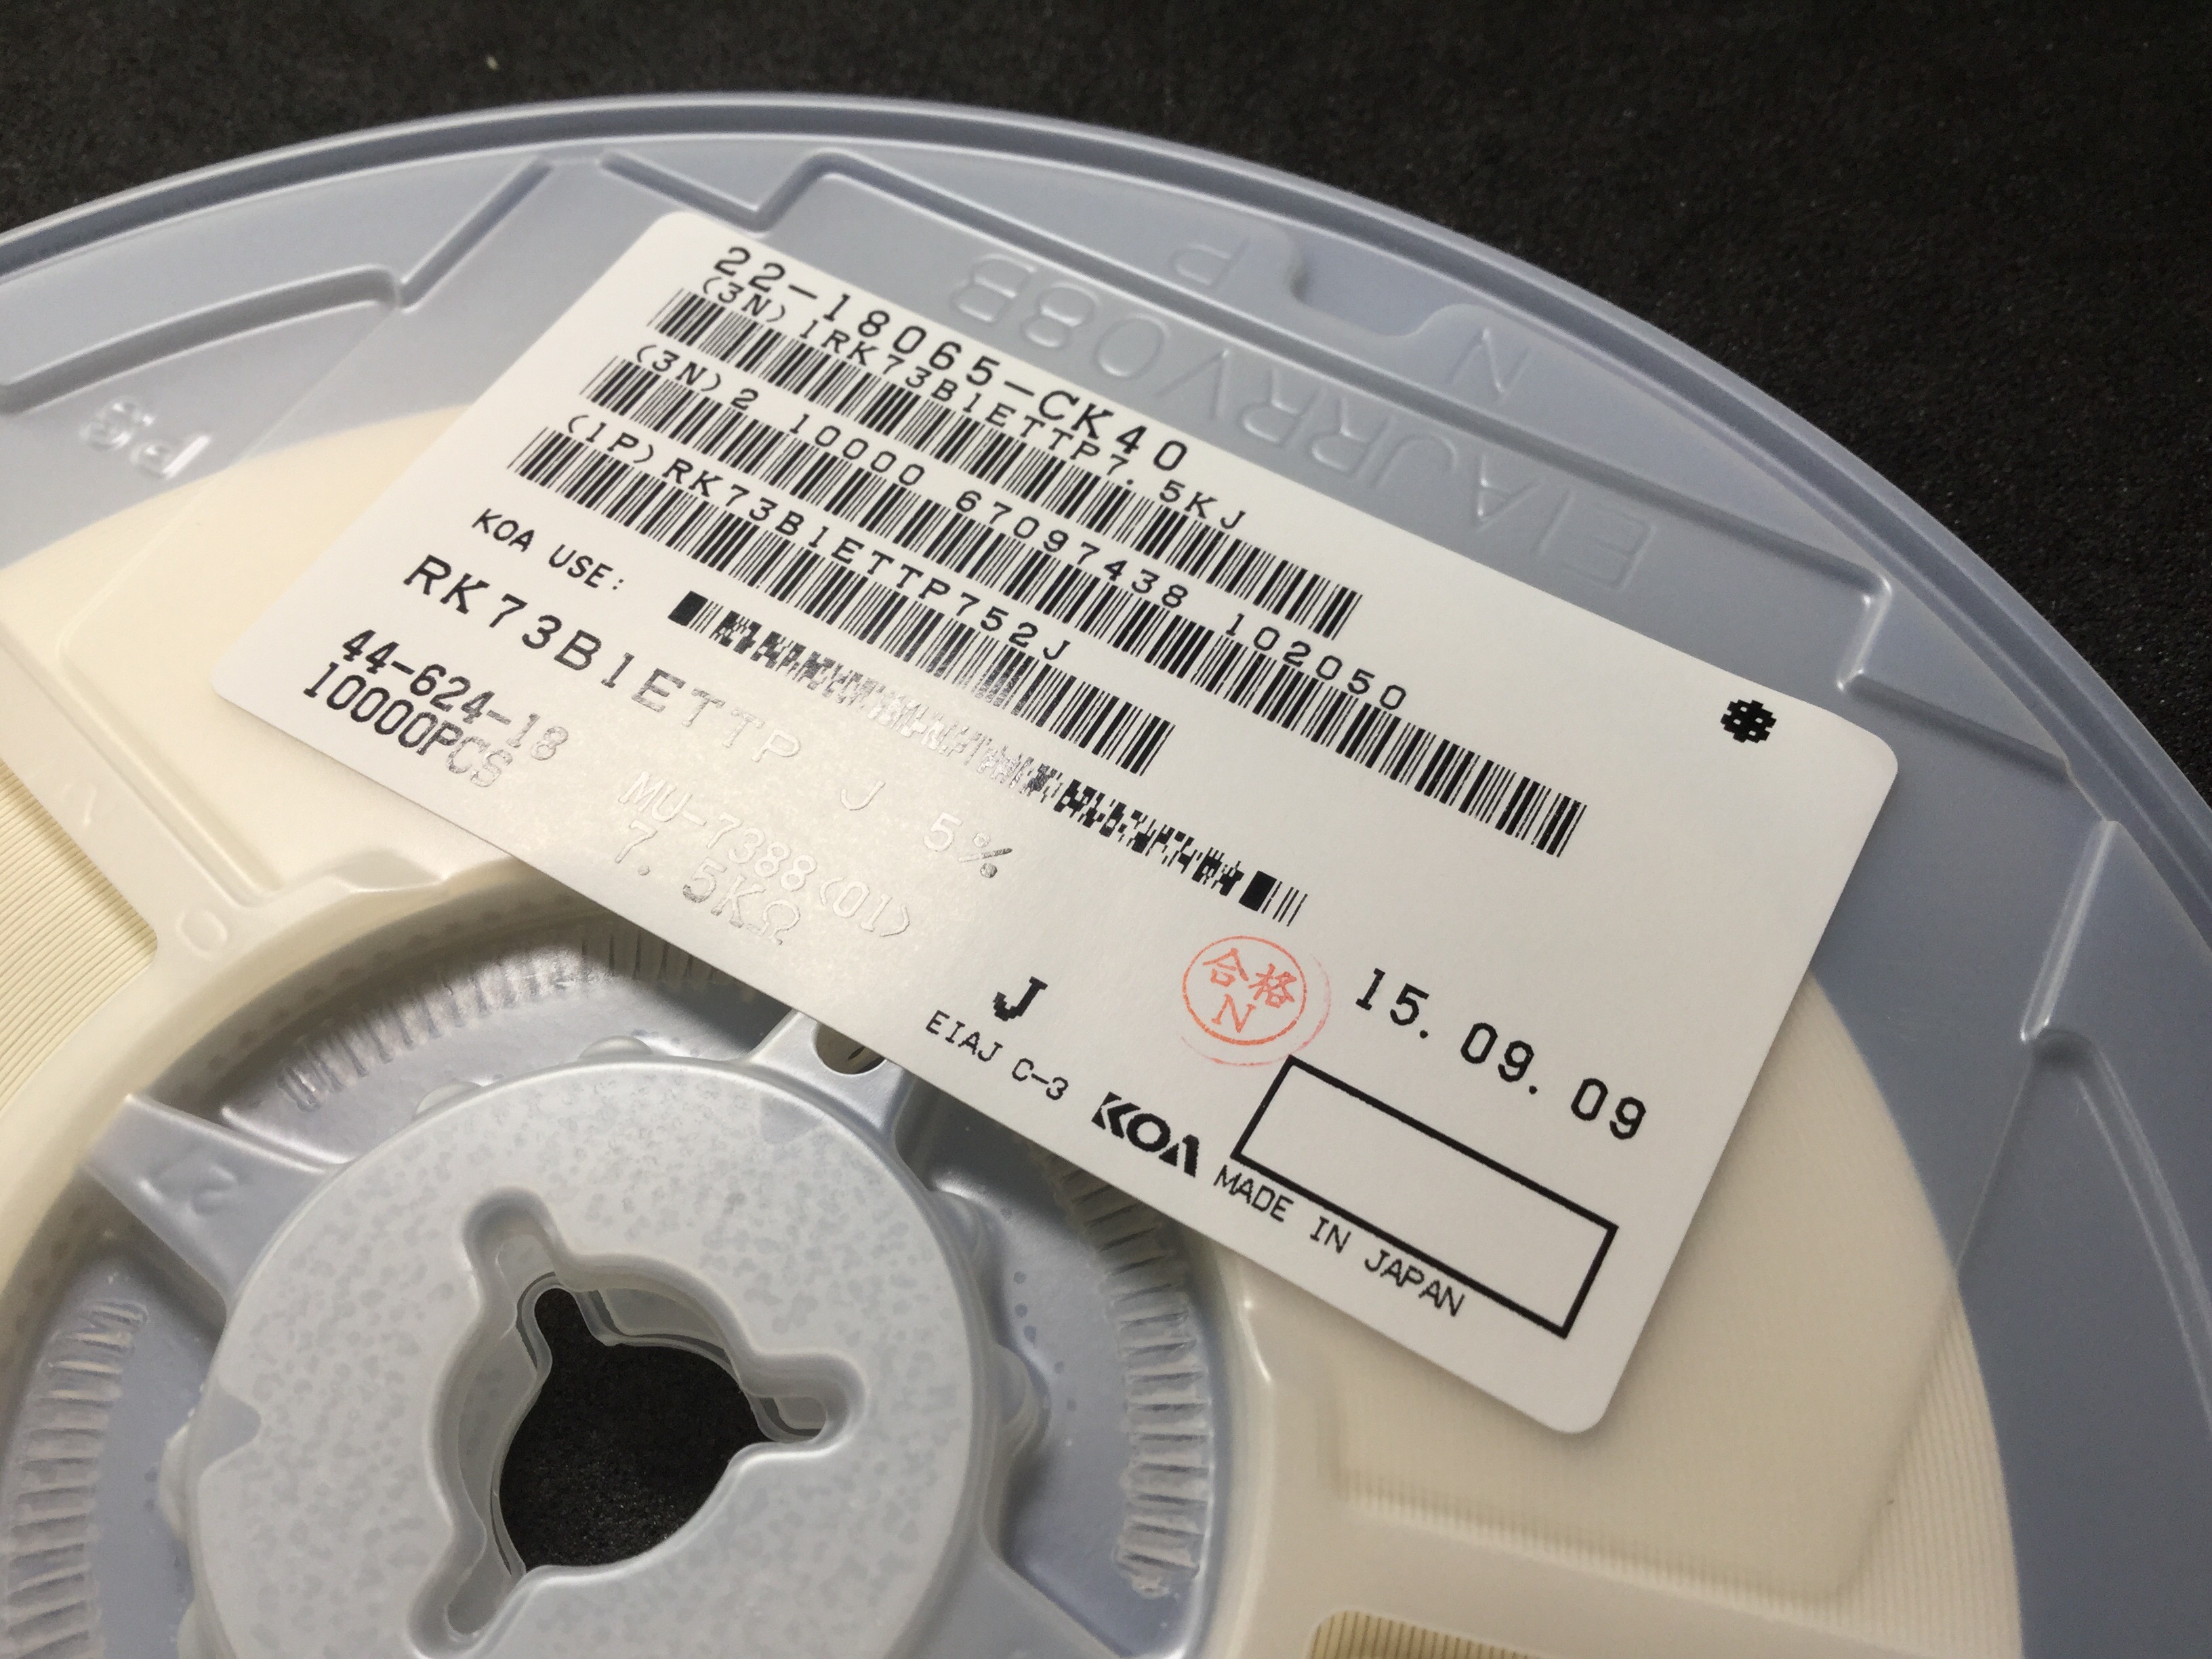 22-18065-CK40
(3N)1RK73B1ETTP7.5KJ
(3N)2 10000 67097438 102050
(1P)RK73B1ETTP752J
KOA USE:
RK73B1ETTP J 5%
44-624-18 MU-7388(01)
10000PCS 7.5KΩ
合格
N
15.09.09
J
EIAJ C-3
KOA
MADE IN JAPAN
EIAJRRV08B
N P
PS